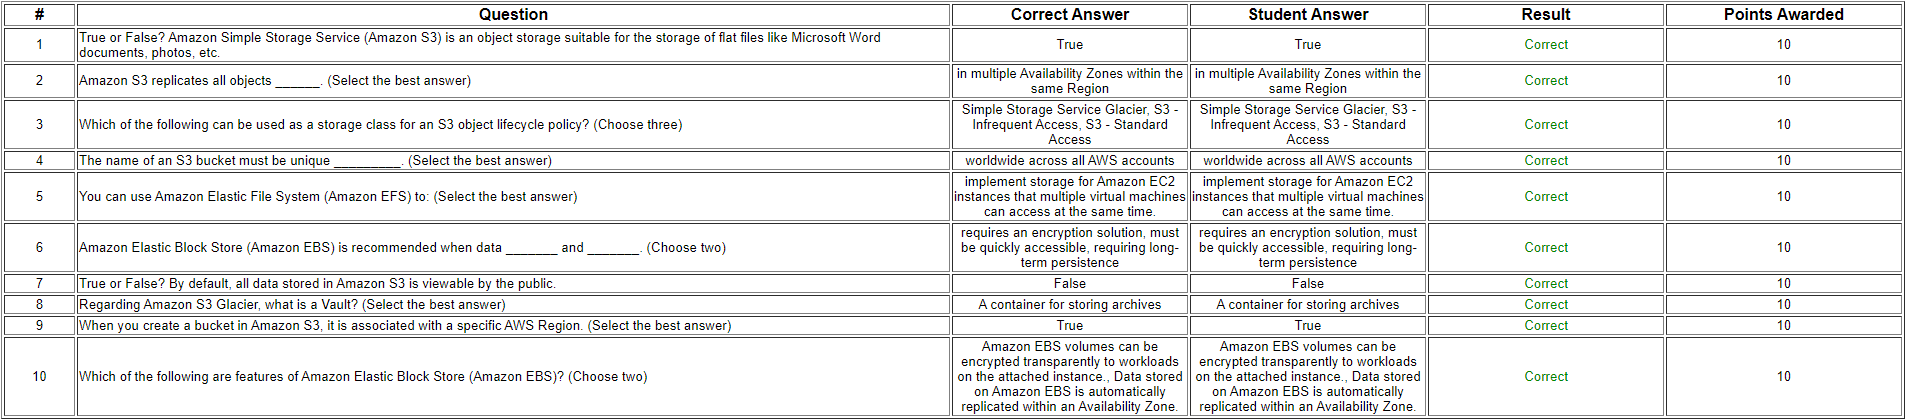 # Question Correct Answer Student Answer Result Points Awarded
1 True or False? Amazon Simple Storage Service (Amazon S3) is an object storage suitable for the storage of flat files like Microsoft Word documents, photos, etc. True True Correct 10
2 Amazon S3 replicates all objects ______. (Select the best answer) in multiple Availability Zones within the same Region in multiple Availability Zones within the same Region Correct 10
3 Which of the following can be used as a storage class for an S3 object lifecycle policy? (Choose three) Simple Storage Service Glacier, S3 - Infrequent Access, S3 - Standard Access Simple Storage Service Glacier, S3 - Infrequent Access, S3 - Standard Access Correct 10
4 The name of an S3 bucket must be unique _________. (Select the best answer) worldwide across all AWS accounts worldwide across all AWS accounts Correct 10
5 You can use Amazon Elastic File System (Amazon EFS) to: (Select the best answer) implement storage for Amazon EC2 instances that multiple virtual machines can access at the same time. implement storage for Amazon EC2 instances that multiple virtual machines can access at the same time. Correct 10
6 Amazon Elastic Block Store (Amazon EBS) is recommended when data _______ and _______. (Choose two) requires an encryption solution, must be quickly accessible, requiring long-term persistence requires an encryption solution, must be quickly accessible, requiring long-term persistence Correct 10
7 True or False? By default, all data stored in Amazon S3 is viewable by the public. False False Correct 10
8 Regarding Amazon S3 Glacier, what is a Vault? (Select the best answer) A container for storing archives A container for storing archives Correct 10
9 When you create a bucket in Amazon S3, it is associated with a specific AWS Region. (Select the best answer) True True Correct 10
10 Which of the following are features of Amazon Elastic Block Store (Amazon EBS)? (Choose two) Amazon EBS volumes can be encrypted transparently to workloads on the attached instance., Data stored on Amazon EBS is automatically replicated within an Availability Zone. Amazon EBS volumes can be encrypted transparently to workloads on the attached instance., Data stored on Amazon EBS is automatically replicated within an Availability Zone. Correct 10